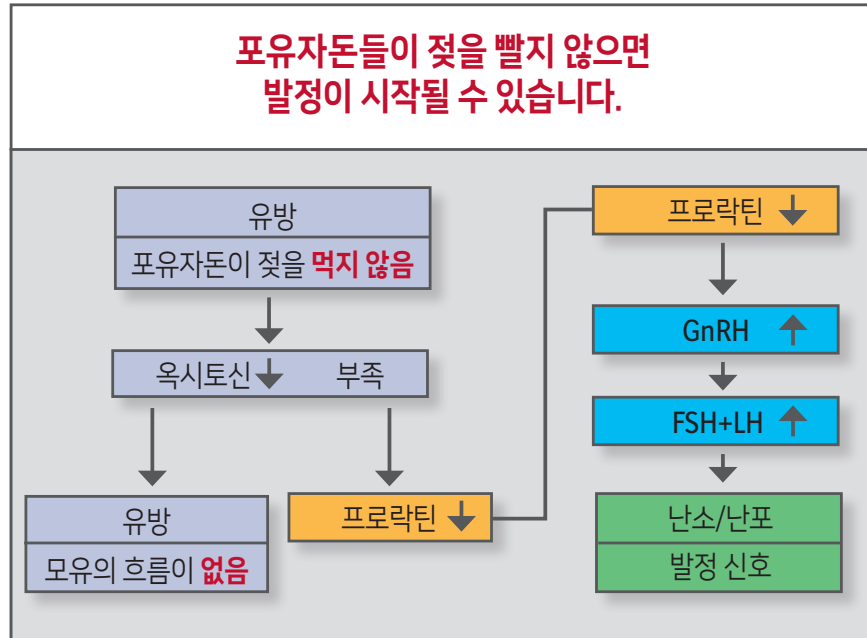 포유자돈들이 젖을 빨지 않으면
발정이 시작될 수 있습니다.
유방
포유자돈이 젖을 먹지 않음
옥시토신 부족
유방
모유의 흐름이 없음
프로락틴
프로락틴
GnRH
FSH+LH
난소/난포
발정 신호